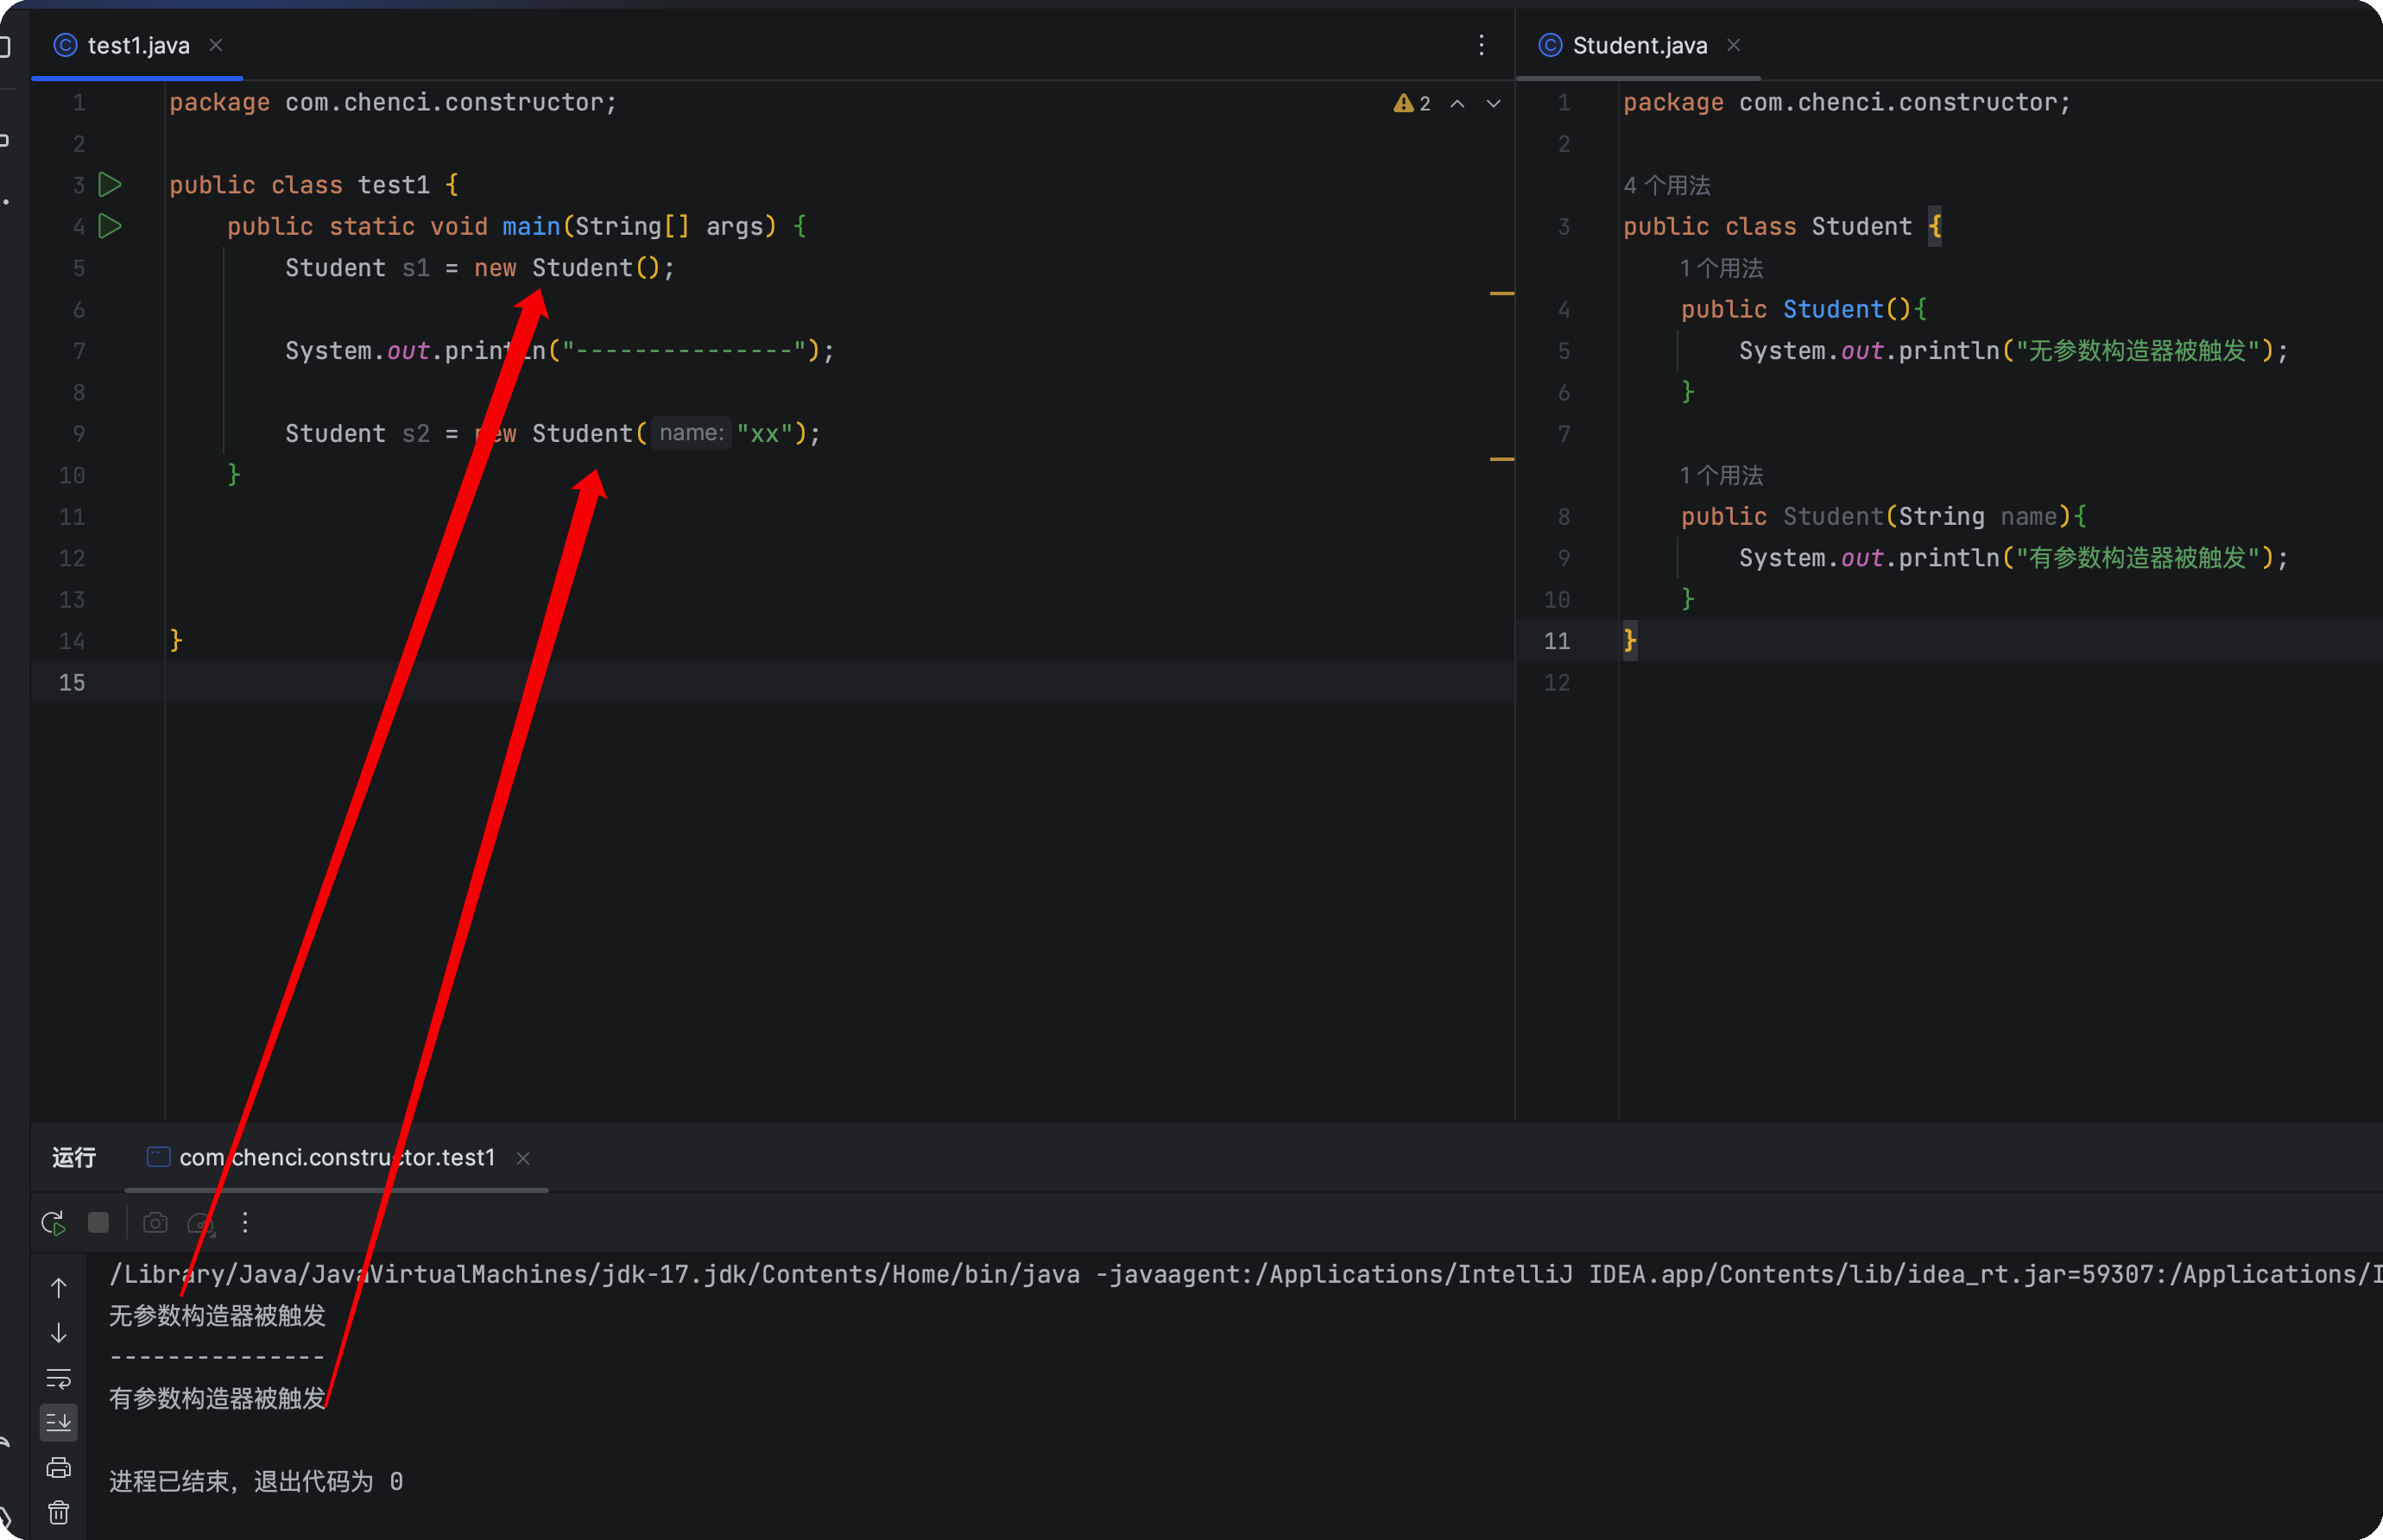 test1.java
1 package com.chenci.constructor;
2
3 public class test1 {
4 public static void main(String[] args) {
5 Student s1 = new Student();
6
7 System.out.println("---------------");
8
9 Student s2 = new Student( name: "xx");
10 }
11
12
13
14 }
15
2
Student.java
1 package com.chenci.constructor;
2
4 个用法
3 public class Student {
1 个用法
4 public Student(){
5 System.out.println("无参数构造器被触发");
6 }
7
1 个用法
8 public Student(String name){
9 System.out.println("有参数构造器被触发");
10 }
11 }
12
运行 com.chenci.constructor.test1
/Library/Java/JavaVirtualMachines/jdk-17.jdk/Contents/Home/bin/java -javaagent:/Applications/IntelliJ IDEA.app/Contents/lib/idea_rt.jar=59307:/Applications/I
无参数构造器被触发
---------------
有参数构造器被触发
进程已结束，退出代码为 0